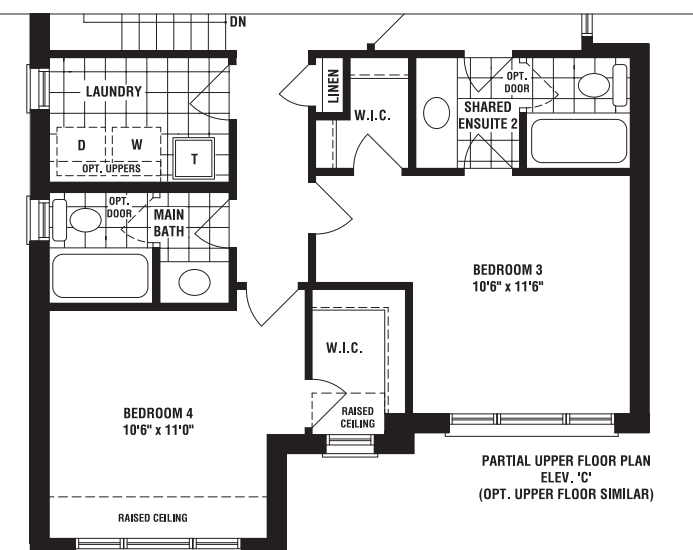 DN
LAUNDRY
D
W
T
OPT. UPPERS
LINEN
W.I.C.
OPT.
DOOR
SHARED
ENSUITE 2
OPT.
DOOR
MAIN
BATH
BEDROOM 3
10'6" x 11'6"
W.I.C.
RAISED
CEILING
BEDROOM 4
10'6" x 11'0"
RAISED CEILING
PARTIAL UPPER FLOOR PLAN
ELEV. 'C'
(OPT. UPPER FLOOR SIMILAR)